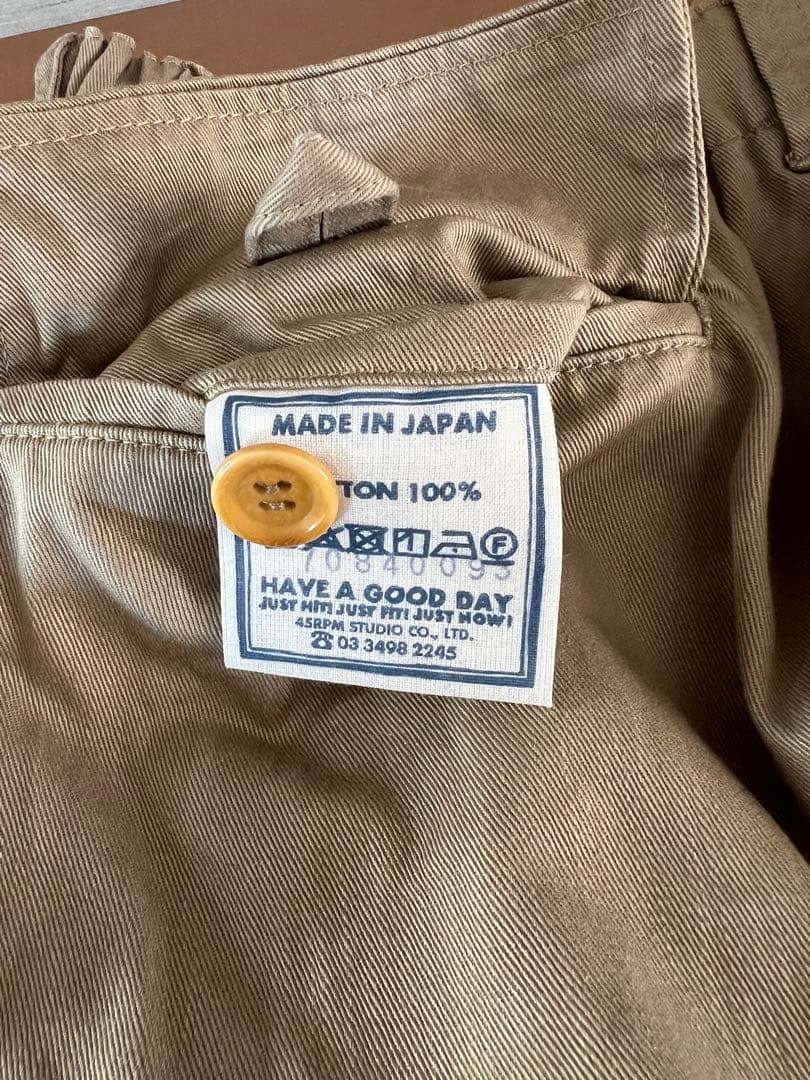 MADE IN JAPAN
TON 100%
F
70840093
HAVE A GOOD DAY
JUST HIT! JUST FIT! JUST NOW!
45RPM STUDIO CO., LTD.
☎ 03 3498 2245